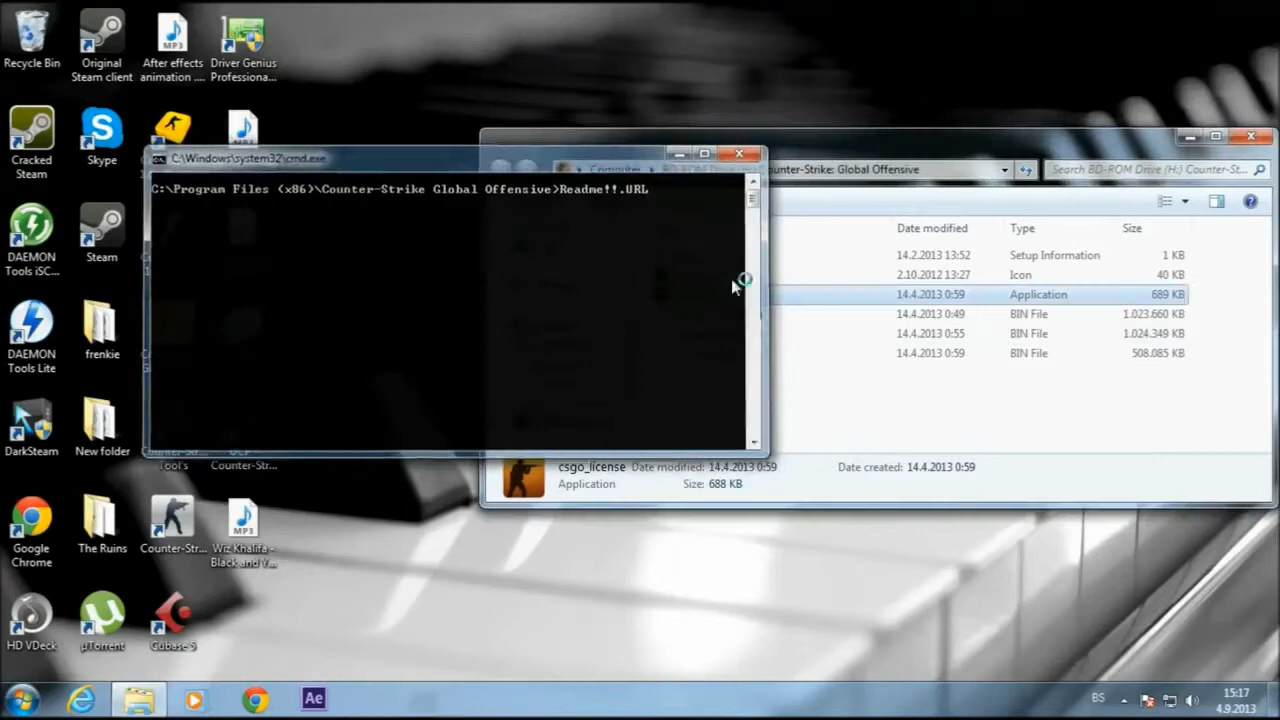 Recycle Bin
Original
Steam client
After effects
animation ....
Driver Genius
Professiona...
Cracked
Steam
Skype
DAEMON
Tools iSC...
Steam
DAEMON
Tools Lite
frenkie
DarkSteam
New folder
Tool's
Counter-Str...
Google
Chrome
The Ruins
Counter-Str...
Wiz Khalifa -
Black and Y...
HD VDeck
µTorrent
Cubase 5
C:\Windows\system32\cmd.exe
C:\Program Files (x86)\Counter-Strike Global Offensive>Readme!!.URL
Computer
unter-Strike: Global Offensive
Search BD-ROM Drive (H:) Counter-St...
Date modified Type Size
14.2.2013 13:52 Setup Information 1 KB
2.10.2012 13:27 Icon 40 KB
14.4.2013 0:59 Application 689 KB
14.4.2013 0:49 BIN File 1.023.660 KB
14.4.2013 0:55 BIN File 1.024.349 KB
14.4.2013 0:59 BIN File 508.085 KB
csgo_license Date modified: 14.4.2013 0:59 Date created: 14.4.2013 0:59
Application Size: 688 KB
Ae
BS
15:17
4.9.2013